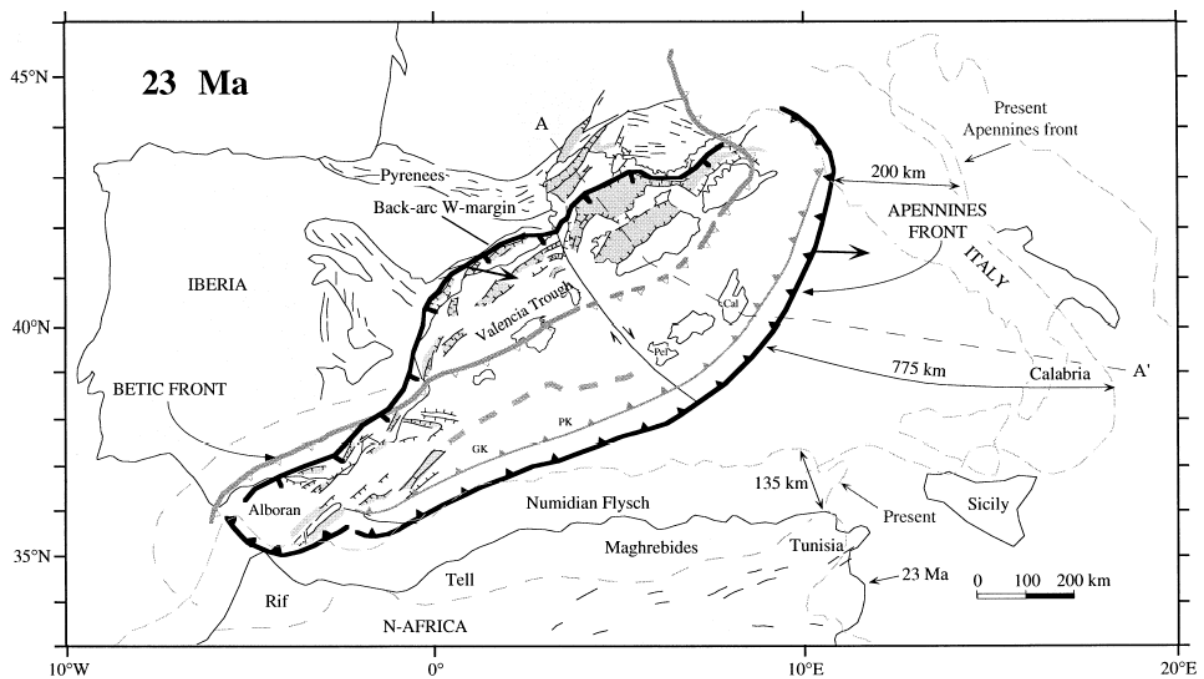 45°N
23 Ma
A
Present
Apennines front
Pyrenees
200 km
Back-arc W-margin
APENNINES
FRONT
ITALY
IBERIA
Valencia Trough
Cal
40°N
Pel
775 km
Calabria
A'
BETIC FRONT
PK
GK
135 km
Alboran
Numidian Flysch
Sicily
Present
35°N
Maghrebides
Tunisia
Tell
23 Ma
0 100 200 km
Rif
N-AFRICA
10°W
0°
10°E
20°E